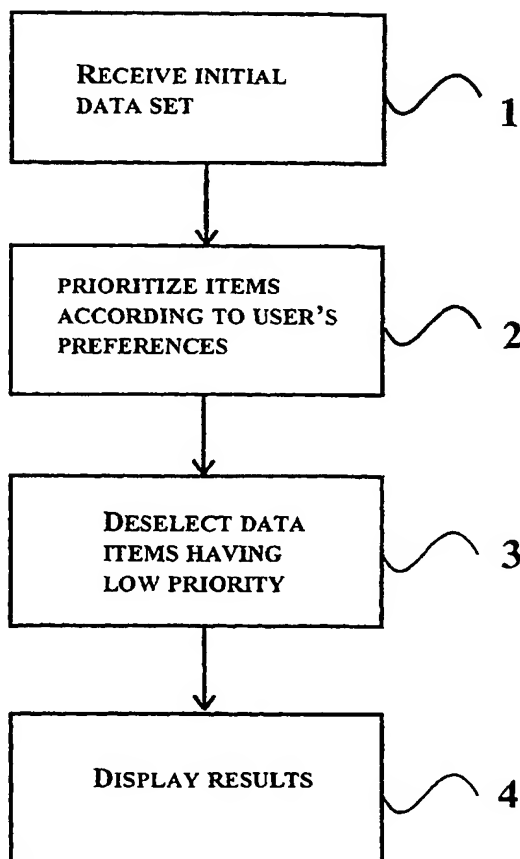 RECEIVE INITIAL
DATA SET
1
PRIORITIZE ITEMS
ACCORDING TO USER'S
PREFERENCES
2
DESELECT DATA
ITEMS HAVING
LOW PRIORITY
3
DISPLAY RESULTS
4